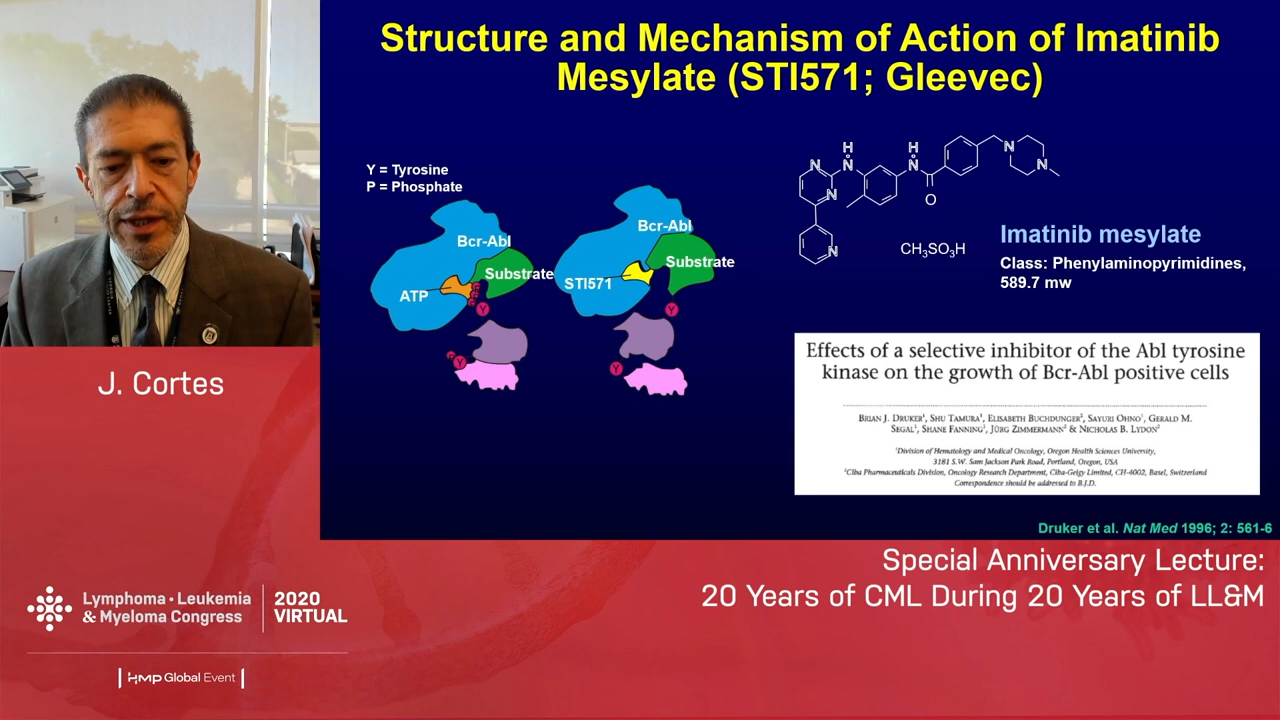 Structure and Mechanism of Action of Imatinib
Mesylate (STI571; Gleevec)
Y = Tyrosine
P = Phosphate
Bcr-Abl
Substrate
ATP
P
P
P
Y
P
Y
Bcr-Abl
Substrate
STI571
Y
Y
H
N
H
N
N
N
N
O
N
N
CH₃SO₃H
Imatinib mesylate
Class: Phenylaminopyrimidines,
589.7 mw
Effects of a selective inhibitor of the Abl tyrosine
kinase on the growth of Bcr-Abl positive cells
BRIAN J. DRUKER¹, SHU TAMURA¹, ELISABETH BUCHDUNGER², SAYURI OHNO¹, GERALD M.
SEGAL¹, SHANE FANNING¹, JÜRG ZIMMERMANN² & NICHOLAS B. LYDON²
¹Division of Hematology and Medical Oncology, Oregon Health Sciences University,
3181 S.W. Sam Jackson Park Road, Portland, Oregon, USA
²Ciba Pharmaceuticals Division, Oncology Research Department, Ciba-Geigy Limited, CH-4002, Basel, Switzerland
Correspondence should be addressed to B.J.D.
Druker et al. Nat Med 1996; 2: 561-6
J. Cortes
Special Anniversary Lecture:
20 Years of CML During 20 Years of LL&M
Lymphoma • Leukemia
& Myeloma Congress
2020
VIRTUAL
HMP Global Event